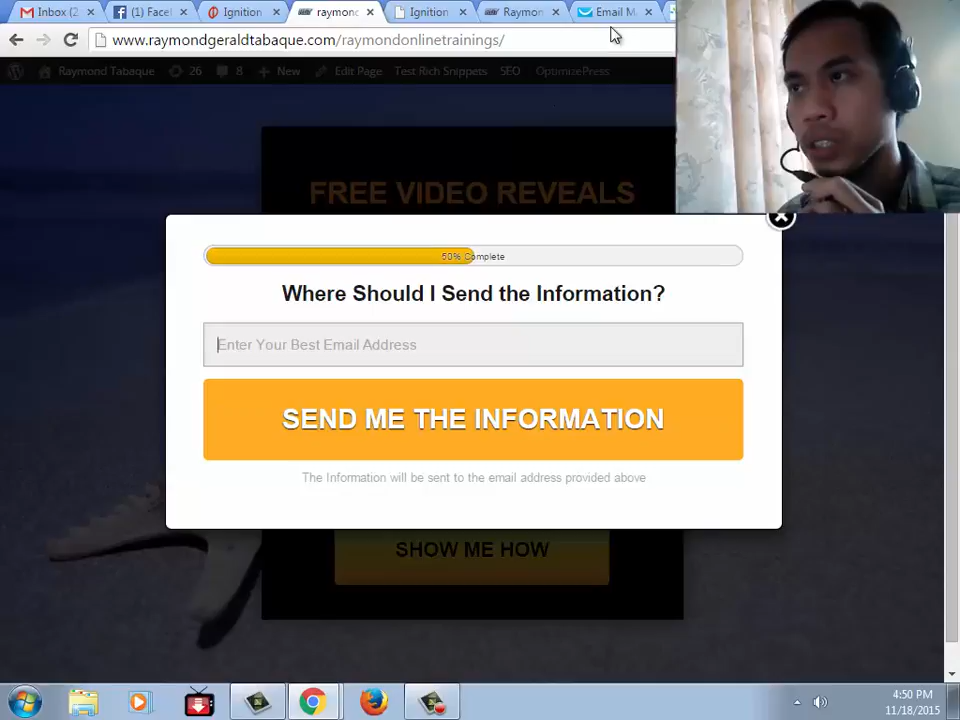 Inbox (2
(1) Facel
Ignition
raymond
Ignition
Raymon
Email M
www.raymondgeraldtabaque.com/raymondonlinetrainings/
Raymond Tabaque
26
8
New
Edit Page
Test Rich Snippets
SEO
OptimizePress
FREE VIDEO REVEALS
50% Complete
Where Should I Send the Information?
Enter Your Best Email Address
SEND ME THE INFORMATION
The Information will be sent to the email address provided above
SHOW ME HOW
4:50 PM
11/18/2015